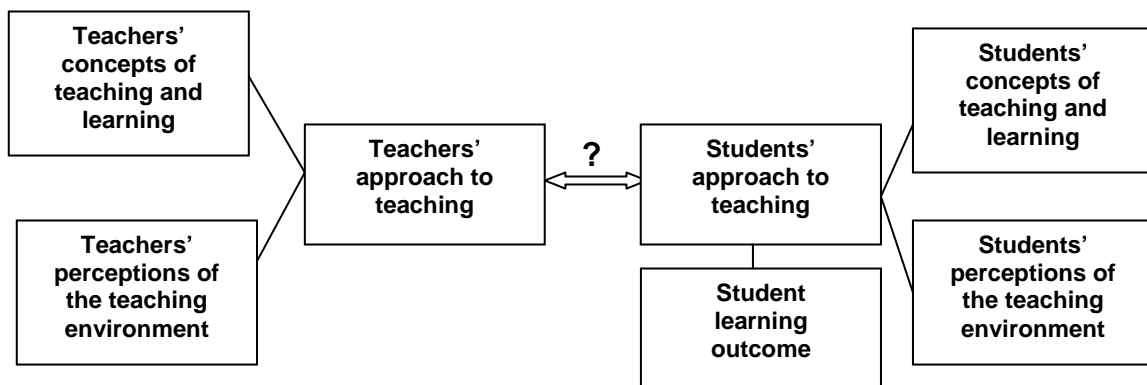 Teachers'
concepts of
teaching and
learning
Teachers'
perceptions of
the teaching
environment
Teachers'
approach to
teaching
?
Students'
approach to
teaching
Student
learning
outcome
Students'
concepts of
teaching and
learning
Students'
perceptions of
the teaching
environment